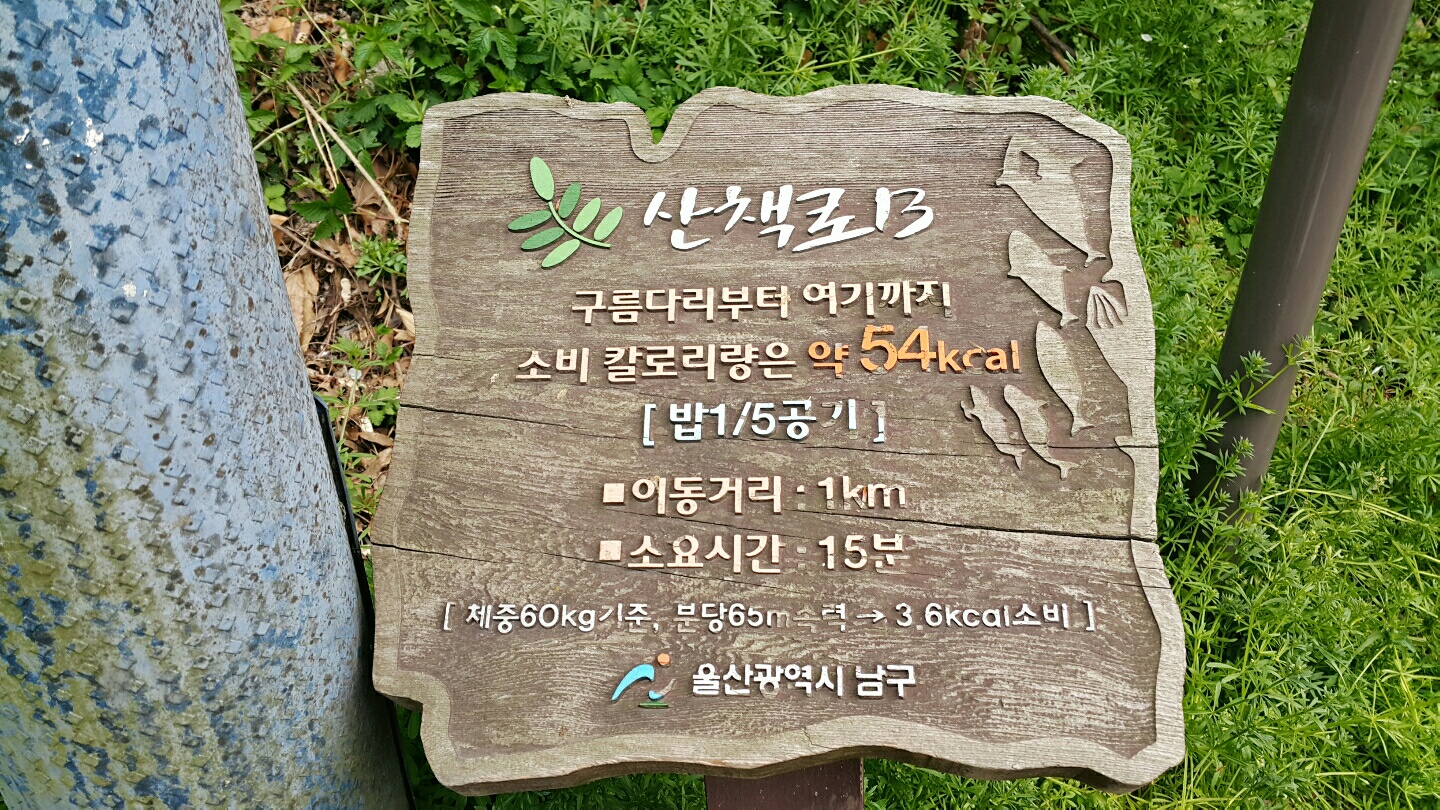 산책로B
구름다리부터 여기까지
소비 칼로리량은 약 54kcal
[ 밥1/5공기 ]
■이동거리 : 1km
■소요시간 : 15분
[ 체중60kg기준, 분당65m속력 → 3.6kcal소비 ]
울산광역시 남구